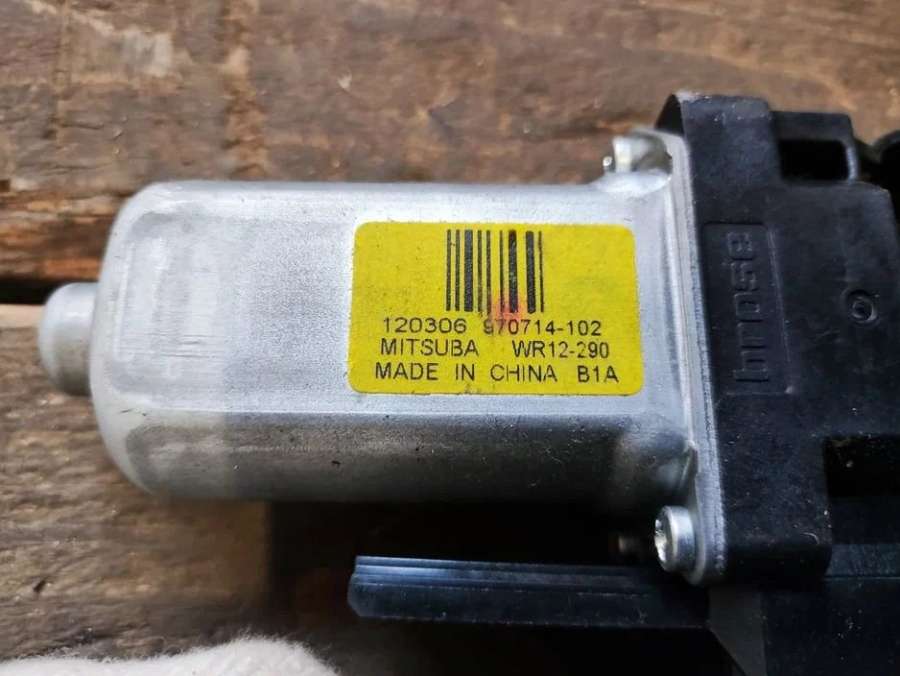 120306 970714-102
MITSUBA WR12-290
MADE IN CHINA B1A
brose